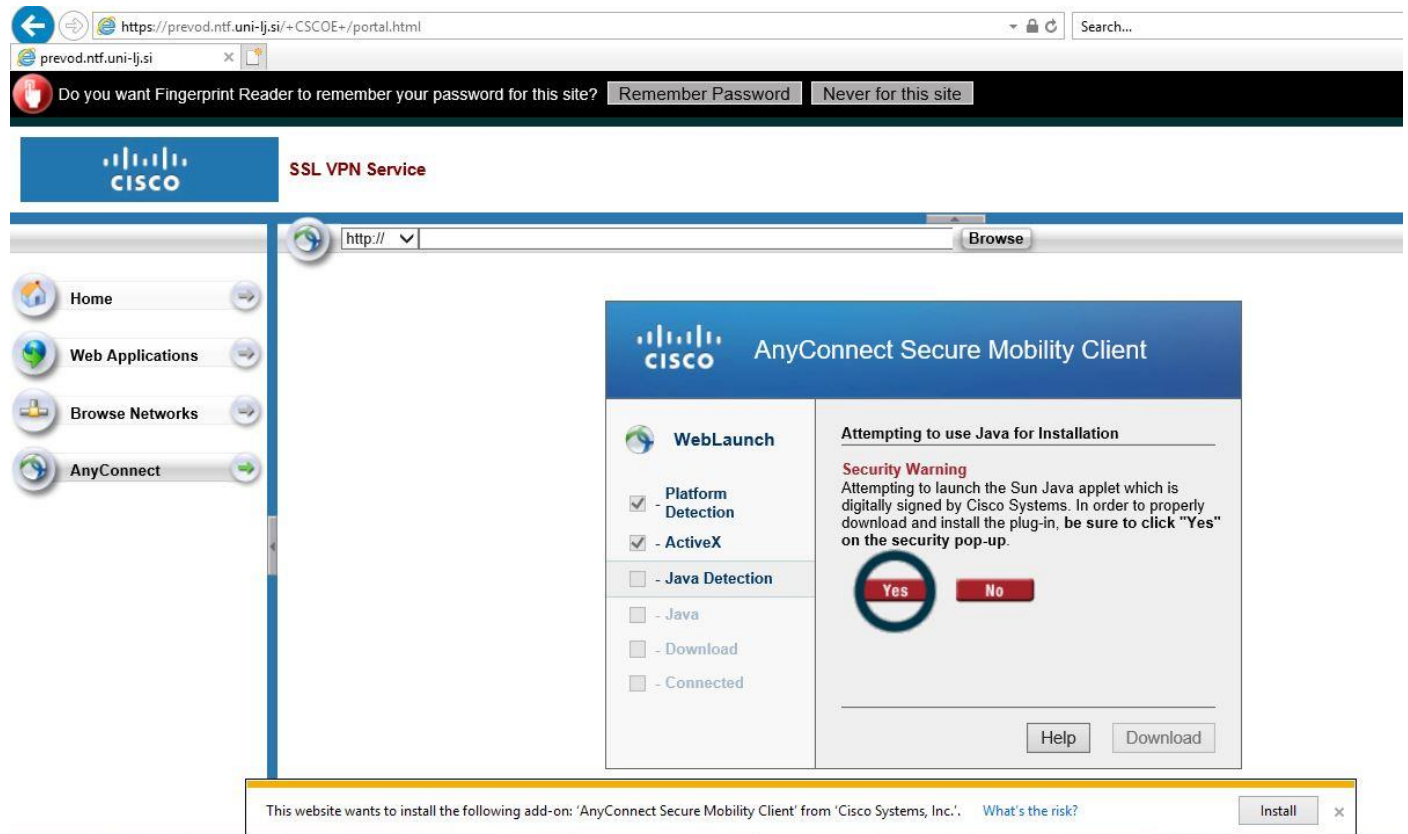 https://prevod.ntf.uni-lj.si/+CSCOE+/portal.html
Search...
prevod.ntf.uni-lj.si
Do you want Fingerprint Reader to remember your password for this site? Remember Password Never for this site
CISCO
SSL VPN Service
http://
Browse
Home
Web Applications
Browse Networks
AnyConnect
CISCO AnyConnect Secure Mobility Client
WebLaunch
- Platform
Detection
- ActiveX
- Java Detection
- Java
- Download
- Connected
Attempting to use Java for Installation
Security Warning
Attempting to launch the Sun Java applet which is
digitally signed by Cisco Systems. In order to properly
download and install the plug-in, be sure to click "Yes"
on the security pop-up.
Yes No
Help Download
This website wants to install the following add-on: 'AnyConnect Secure Mobility Client' from 'Cisco Systems, Inc.'. What's the risk? Install